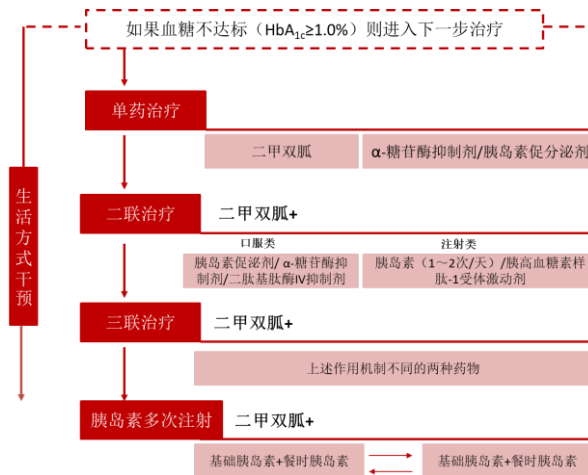 如果血糖不达标（HbA1c≥1.0%）则进入下一步治疗
单药治疗
二甲双胍
α-糖苷酶抑制剂/胰岛素促分泌剂
生活方式干预
二联治疗
二甲双胍+
口服类
注射类
胰岛素促泌剂/ α-糖苷酶抑
制剂/二肽基肽酶IV抑制剂
胰岛素（1～2次/天）/胰高血糖素样
肽-1受体激动剂
三联治疗
二甲双胍+
上述作用机制不同的两种药物
胰岛素多次注射
二甲双胍+
基础胰岛素+餐时胰岛素
基础胰岛素+餐时胰岛素